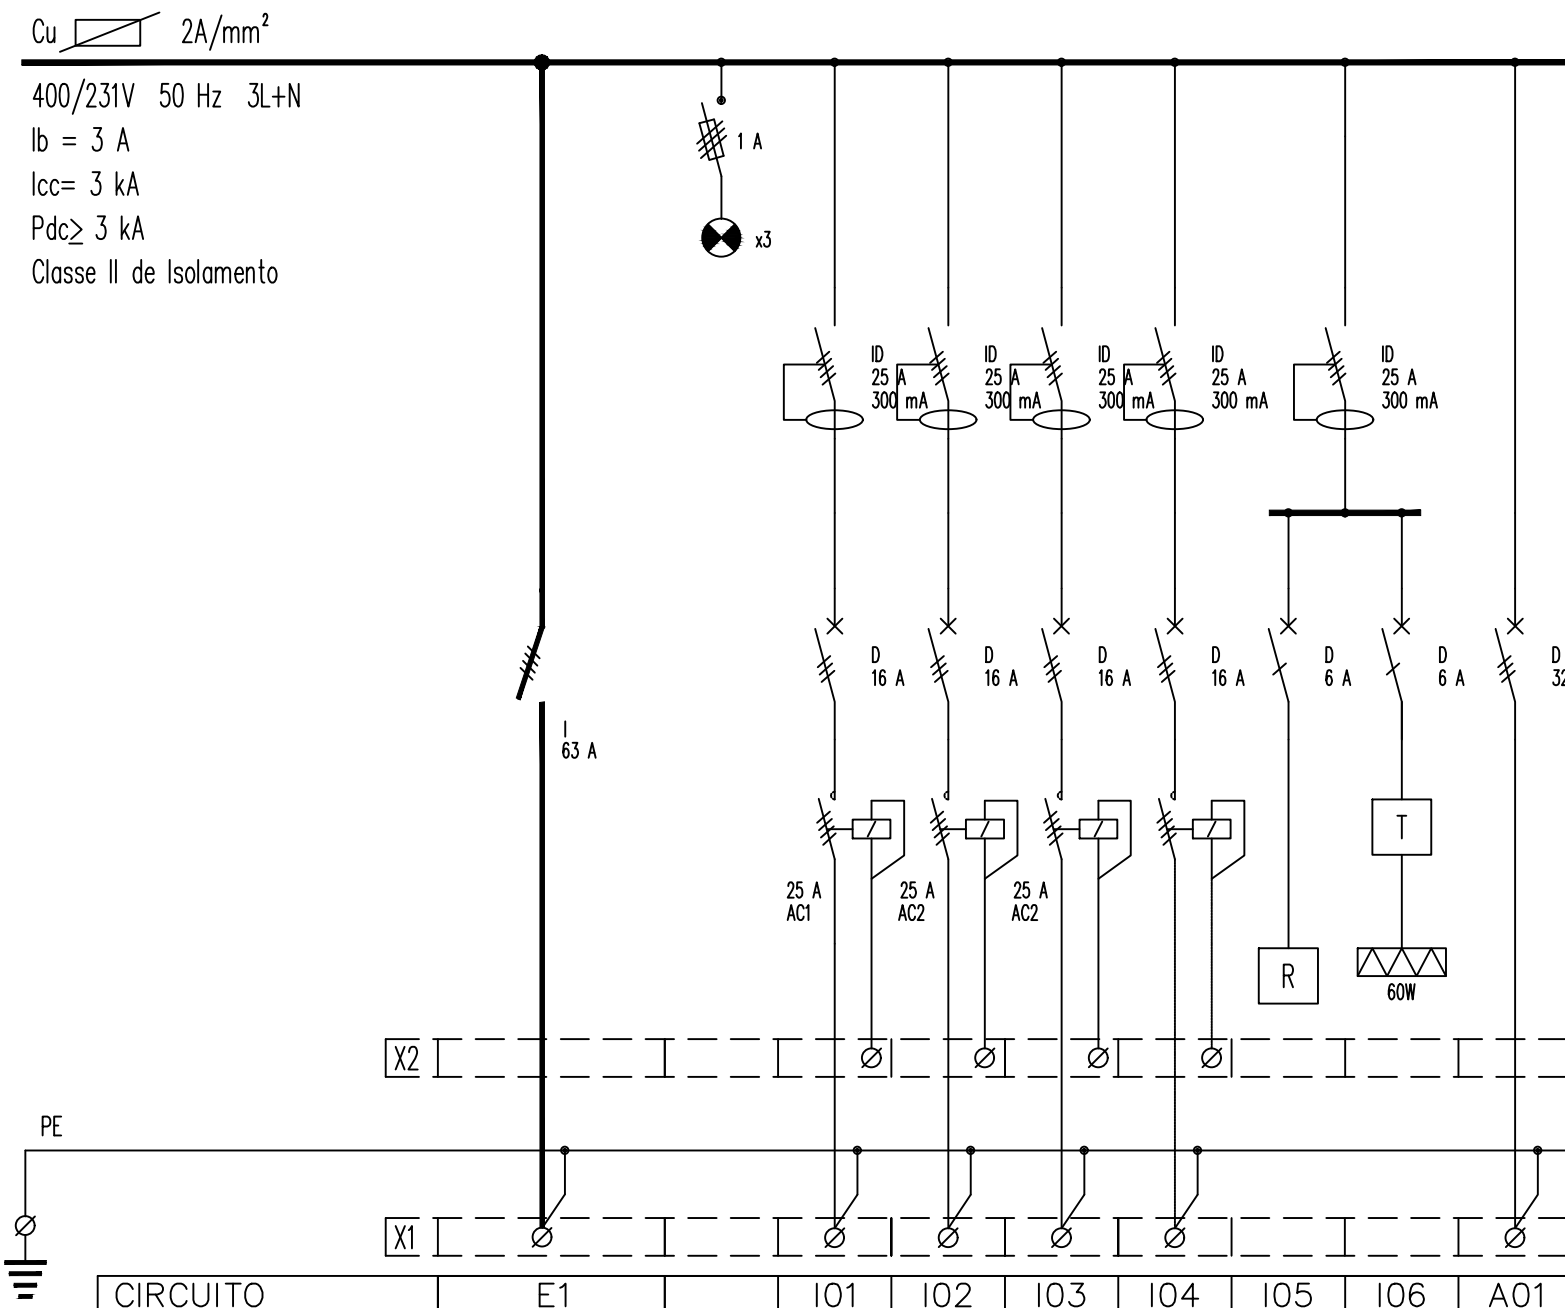 Cu 2A/mm²
400/231V 50 Hz 3L+N
Ib = 3 A
Icc= 3 kA
Pdc≥ 3 kA
Classe II de Isolamento
1 A
x3
ID
25 A
300 mA
ID
25 A
300 mA
ID
25 A
300 mA
ID
25 A
300 mA
ID
25 A
300 mA
D
16 A
D
16 A
D
16 A
D
16 A
D
6 A
D
6 A
D
32
I
63 A
25 A
AC1
25 A
AC2
25 A
AC2
T
R
60W
X2
PE
X1
CIRCUITO E1 I01 I02 I03 I04 I05 I06 A01